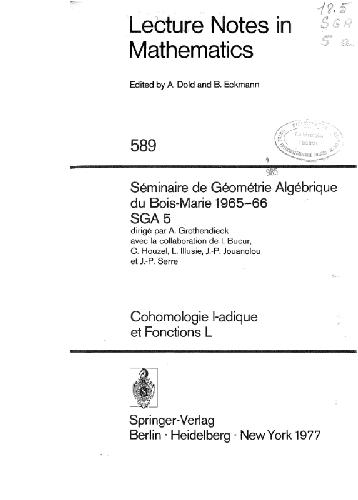 Lecture Notes in
Mathematics
Edited by A. Dold and B. Eckmann
SGA
5
589
Séminaire de Géométrie Algébrique
du Bois-Marie 1965–66
SGA 5
dirigé par A. Grothendieck
avec la collaboration de I. Bucur,
C. Houzel, L. Illusie, J.-P. Jouanolou
et J.-P. Serre
Cohomologie l-adique
et Fonctions L
Springer-Verlag
Berlin · Heidelberg · New York 1977